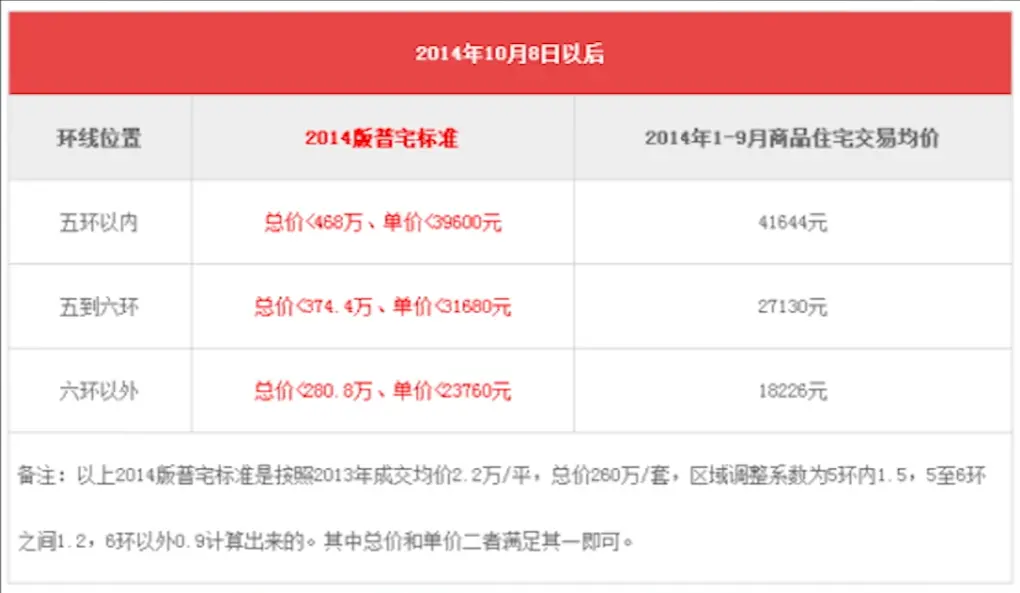 2014年10月8日以后
环线位置 2014版普宅标准 2014年1-9月商品住宅交易均价
五环以内 总价<468万、单价<39600元 41644元
五到六环 总价<374.4万、单价<31680元 27130元
六环以外 总价<280.8万、单价<23760元 18226元
备注：以上2014版普宅标准是按照2013年成交均价2.2万/平，总价260万/套，区域调整系数为5环内1.5，5至6环
之间1.2，6环以外0.9计算出来的。其中总价和单价二者满足其一即可。